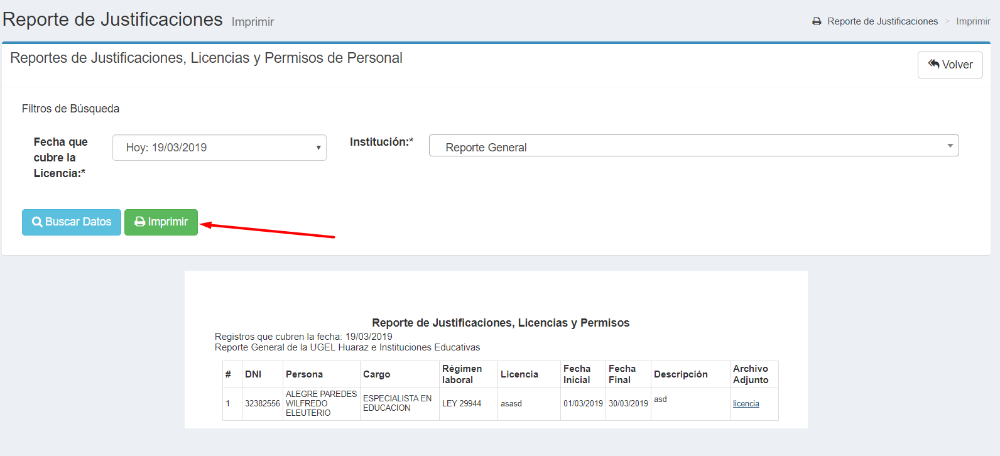 Reporte de Justificaciones Imprimir
Reporte de Justificaciones > Imprimir
Reportes de Justificaciones, Licencias y Permisos de Personal
Volver
Filtros de Búsqueda
Fecha que cubre la Licencia:*
Hoy: 19/03/2019
Institución:*
Reporte General
Buscar Datos
Imprimir
Reporte de Justificaciones, Licencias y Permisos
Registros que cubren la fecha: 19/03/2019
Reporte General de la UGEL Huaraz e Instituciones Educativas
# DNI Persona Cargo Régimen laboral Licencia Fecha Inicial Fecha Final Descripción Archivo Adjunto
1 32382556 ALEGRE PAREDES WILFREDO ELEUTERIO ESPECIALISTA EN EDUCACION LEY 29944 asasd 01/03/2019 30/03/2019 asd licencia